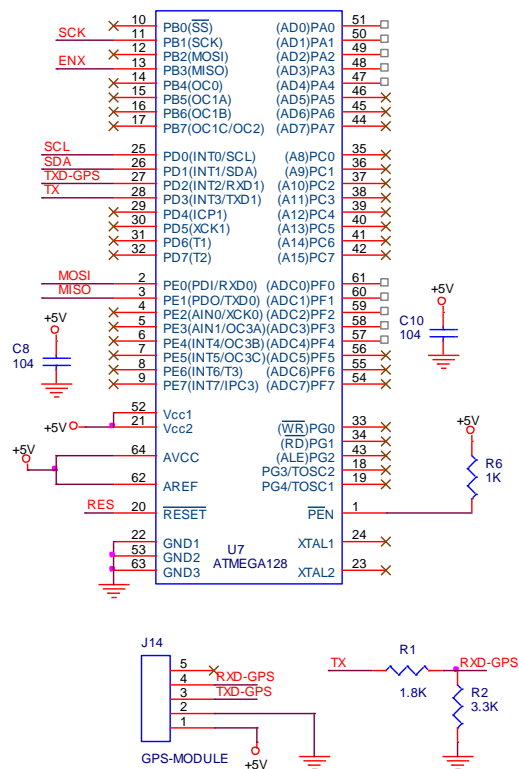 10 PB0(SS) (AD0)PA0 51
SCK 11 PB1(SCK) (AD1)PA1 50
12 PB2(MOSI) (AD2)PA2 49
ENX 13 PB3(MISO) (AD3)PA3 48
14 PB4(OC0) (AD4)PA4 47
15 PB5(OC1A) (AD5)PA5 46
16 PB6(OC1B) (AD6)PA6 45
17 PB7(OC1C/OC2) (AD7)PA7 44
SCL 25 PD0(INT0/SCL) (A8)PC0 35
SDA 26 PD1(INT1/SDA) (A9)PC1 36
TXD-GPS 27 PD2(INT2/RXD1) (A10)PC2 37
TX 28 PD3(INT3/TXD1) (A11)PC3 38
29 PD4(ICP1) (A12)PC4 39
30 PD5(XCK1) (A13)PC5 40
31 PD6(T1) (A14)PC6 41
32 PD7(T2) (A15)PC7 42
MOSI 2 PE0(PDI/RXD0) (ADC0)PF0 61
MISO 3 PE1(PDO/TXD0) (ADC1)PF1 60
4 PE2(AIN0/XCK0) (ADC2)PF2 59
5 PE3(AIN1/OC3A) (ADC3)PF3 58
6 PE4(INT4/OC3B) (ADC4)PF4 57
7 PE5(INT5/OC3C) (ADC5)PF5 56
8 PE6(INT6/T3) (ADC6)PF6 55
9 PE7(INT7/IPC3) (ADC7)PF7 54
+5V
C8
104
+5V
C10
104
52 Vcc1
+5V 21 Vcc2
(WR)PG0 33
(RD)PG1 34
(ALE)PG2 43
PG3/TOSC2 18
PG4/TOSC1 19
+5V
64 AVCC
62 AREF
+5V
R6
1K
RES 20 RESET PEN 1
22 GND1 XTAL1 24
53 GND2
63 GND3 XTAL2 23
U7
ATMEGA128
J14
5
4 RXD-GPS
3 TXD-GPS
2
1
GPS-MODULE
+5V
TX R1 RXD-GPS
1.8K
R2
3.3K